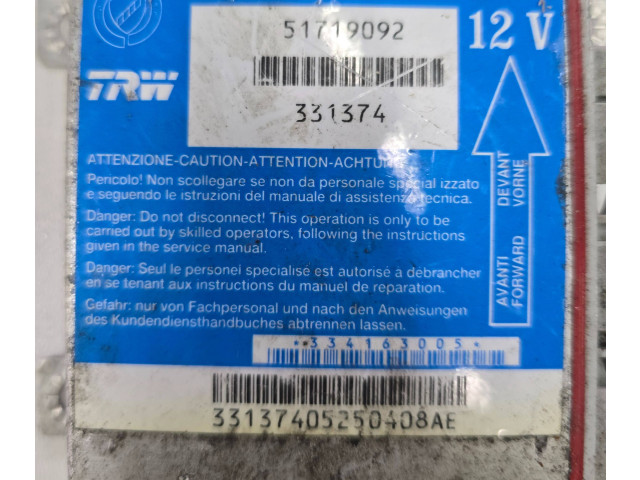 51719092
12 V
TRW
331374
ATTENZIONE-CAUTION-ATTENTION-ACHTUNG
Pericolo! Non scollegare se non da personale specializzato
e seguendo le istruzioni del manuale di assistenza tecnica.
Danger: Do not disconnect! This operation is only to be
carried out by skilled operators, following the instructions
given in the service manual.
Danger: Seul le personel specialisé est autorisé à débrancher
en se tenant aux instructions du manuel de reparation.
Gefahr: nur von Fachpersonal und nach den Anweisungen
des Kundendiensthandbuches abtrennen lassen.
AVANTI DEVANT
FORWARD VORNE
*334163005*
33137405250408AE